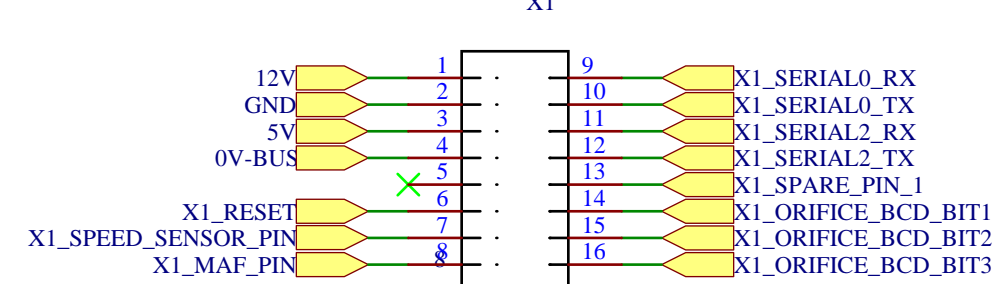 X1
12V 1 9 X1_SERIAL0_RX
GND 2 10 X1_SERIAL0_TX
5V 3 11 X1_SERIAL2_RX
0V-BUS 4 12 X1_SERIAL2_TX
5 13 X1_SPARE_PIN_1
X1_RESET 6 14 X1_ORIFICE_BCD_BIT1
X1_SPEED_SENSOR_PIN 7 15 X1_ORIFICE_BCD_BIT2
X1_MAF_PIN 8 16 X1_ORIFICE_BCD_BIT3